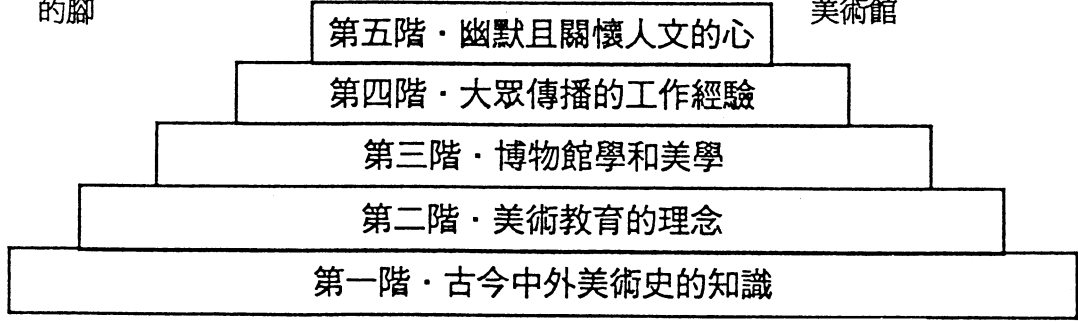 的腳
美術館
第五階・幽默且關懷人文的心
第四階・大眾傳播的工作經驗
第三階・博物館學和美學
第二階・美術教育的理念
第一階・古今中外美術史的知識